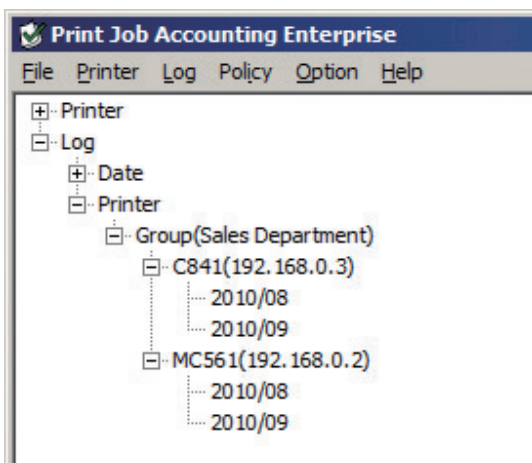 Print Job Accounting Enterprise
File Printer Log Policy Option Help
Printer
Log
Date
Printer
Group(Sales Department)
C841(192.168.0.3)
2010/08
2010/09
MC561(192.168.0.2)
2010/08
2010/09